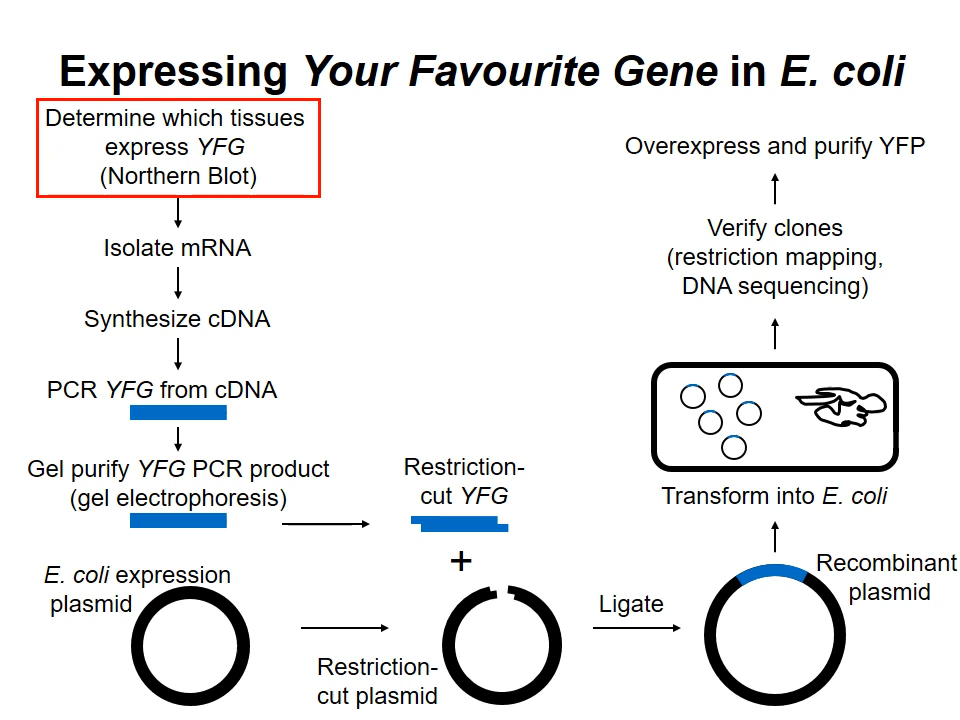 Expressing Your Favourite Gene in E. coli
Determine which tissues
express YFG
(Northern Blot)
Isolate mRNA
Synthesize cDNA
PCR YFG from cDNA
Gel purify YFG PCR product
(gel electrophoresis)
Restriction-
cut YFG
+
E. coli expression
plasmid
Restriction-
cut plasmid
Ligate
Recombinant
plasmid
Transform into E. coli
Verify clones
(restriction mapping,
DNA sequencing)
Overexpress and purify YFP